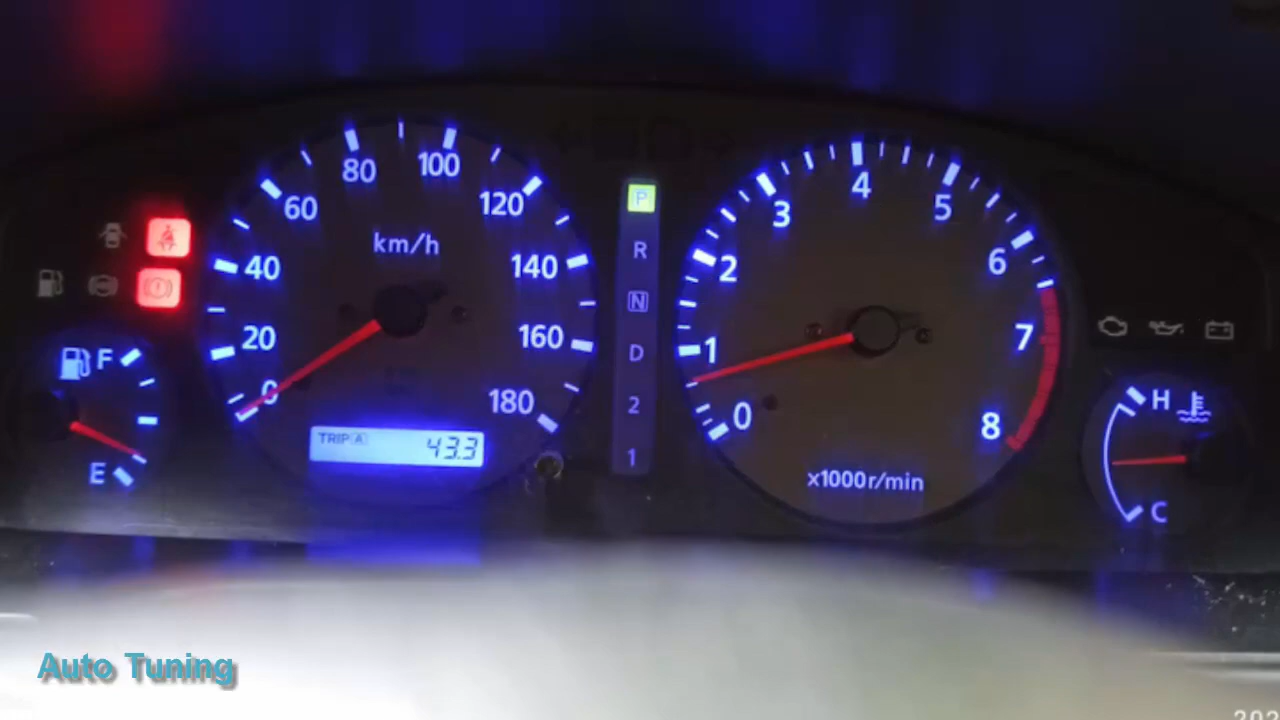 80 100
60 120
km/h
40 140
20 160
0 180
TRIP A 43.3
F
E
P
R
N
D
2
1
4
3 5
2 6
1 7
0 8
x1000r/min
H
C
Auto Tuning